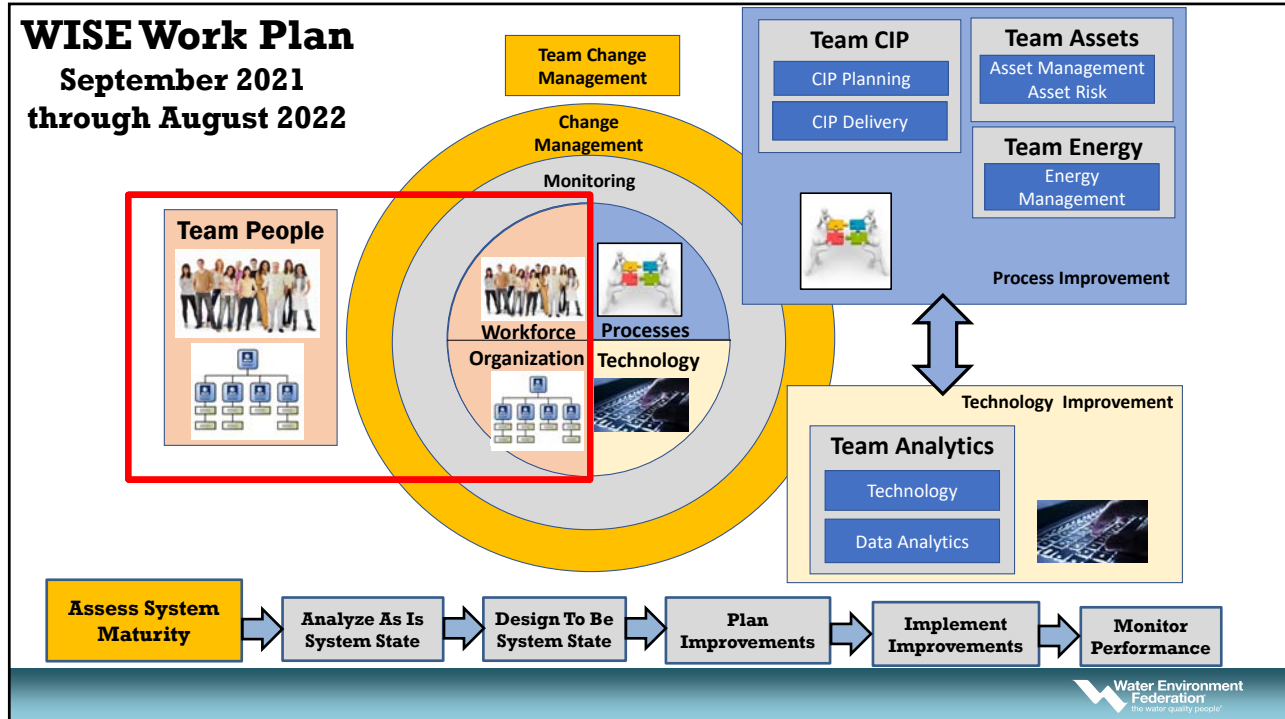 WISE Work Plan
September 2021
through August 2022
Team Change
Management
Change
Management
Monitoring
Workforce
Processes
Organization
Technology
Team People
Team CIP
CIP Planning
CIP Delivery
Team Assets
Asset Management
Asset Risk
Team Energy
Energy
Management
Process Improvement
Technology Improvement
Team Analytics
Technology
Data Analytics
Assess System
Maturity
Analyze As Is
System State
Design To Be
System State
Plan
Improvements
Implement
Improvements
Monitor
Performance
Water Environment
Federation
the water quality people®